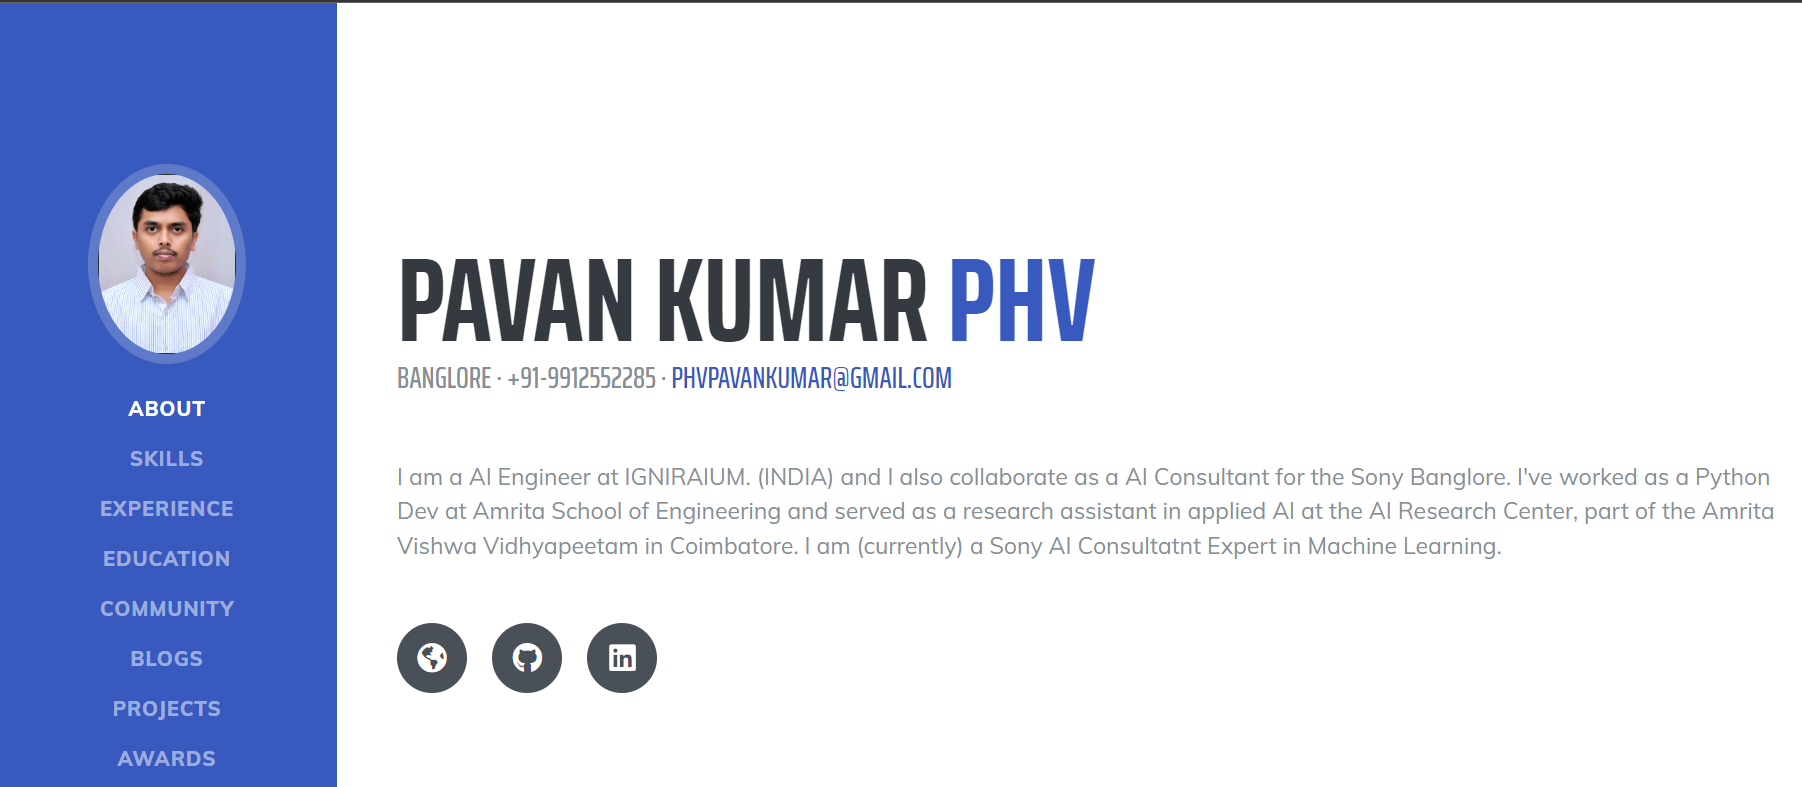 ABOUT
SKILLS
EXPERIENCE
EDUCATION
COMMUNITY
BLOGS
PROJECTS
AWARDS
PAVAN KUMAR PHV
BANGLORE · +91-9912552285 · PHVPAVANKUMAR@GMAIL.COM
I am a AI Engineer at IGNIRAIUM. (INDIA) and I also collaborate as a AI Consultant for the Sony Banglore. I've worked as a Python
Dev at Amrita School of Engineering and served as a research assistant in applied AI at the AI Research Center, part of the Amrita
Vishwa Vidhyapeetam in Coimbatore. I am (currently) a Sony AI Consultatnt Expert in Machine Learning.
in